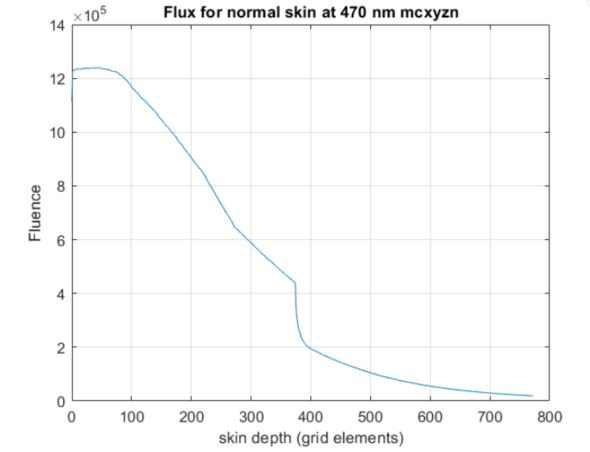 Flux for normal skin at 470 nm mcxyzn
×10⁵
14
12
10
8
6
4
2
0
Fluence
0 100 200 300 400 500 600 700 800
skin depth (grid elements)